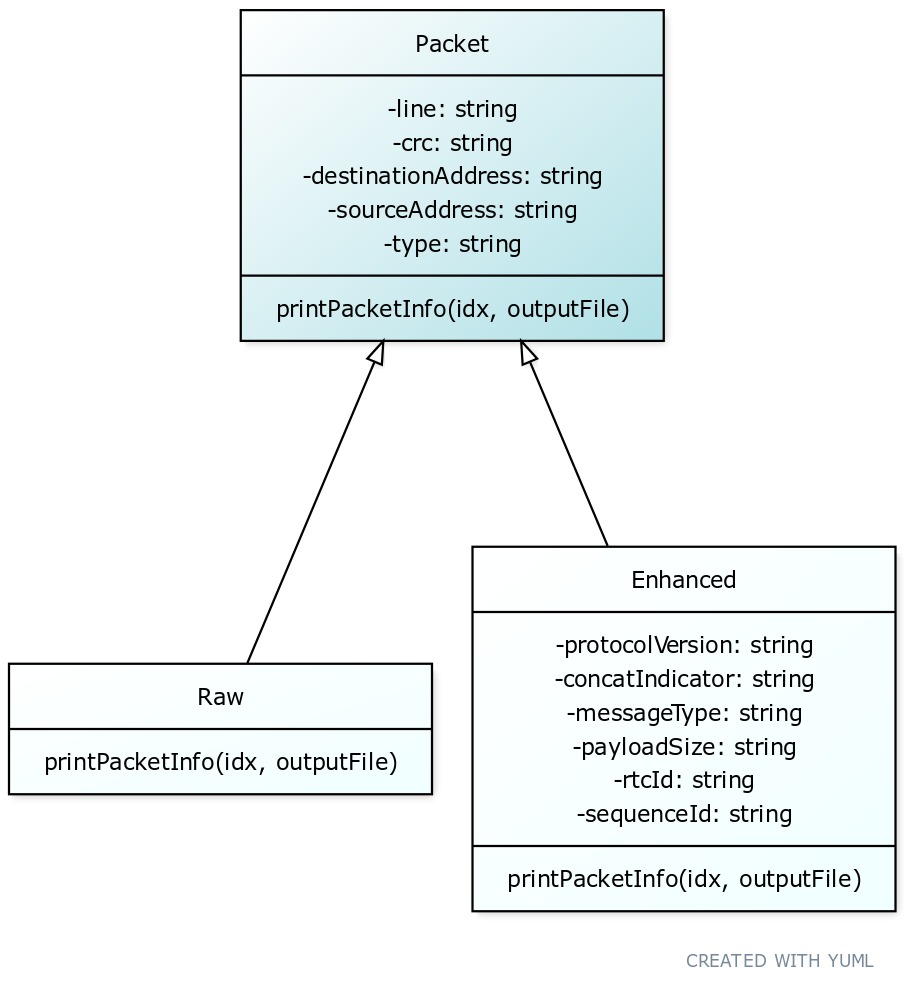 Packet
-line: string
-crc: string
-destinationAddress: string
-sourceAddress: string
-type: string
printPacketInfo(idx, outputFile)
Raw
printPacketInfo(idx, outputFile)
Enhanced
-protocolVersion: string
-concatIndicator: string
-messageType: string
-payloadSize: string
-rtcId: string
-sequenceId: string
printPacketInfo(idx, outputFile)
CREATED WITH YUML